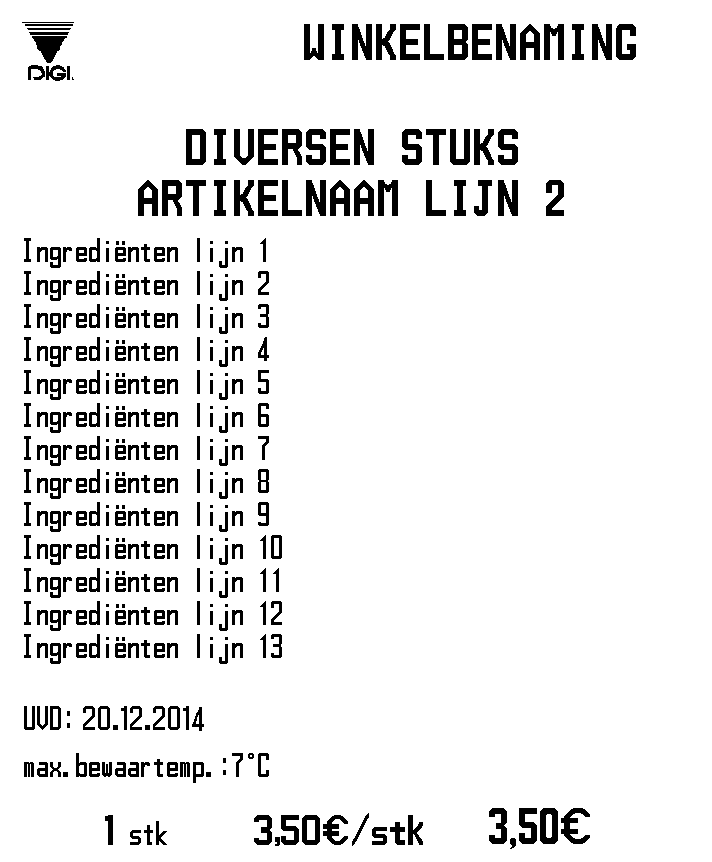 DIGI.
WINKELBENAMING
DIVERSEN STUKS
ARTIKELNAAM LIJN 2
Ingrediënten lijn 1
Ingrediënten lijn 2
Ingrediënten lijn 3
Ingrediënten lijn 4
Ingrediënten lijn 5
Ingrediënten lijn 6
Ingrediënten lijn 7
Ingrediënten lijn 8
Ingrediënten lijn 9
Ingrediënten lijn 10
Ingrediënten lijn 11
Ingrediënten lijn 12
Ingrediënten lijn 13
UVD: 20.12.2014
max.bewaartemp.:7°C
1 stk 3,50€/stk 3,50€